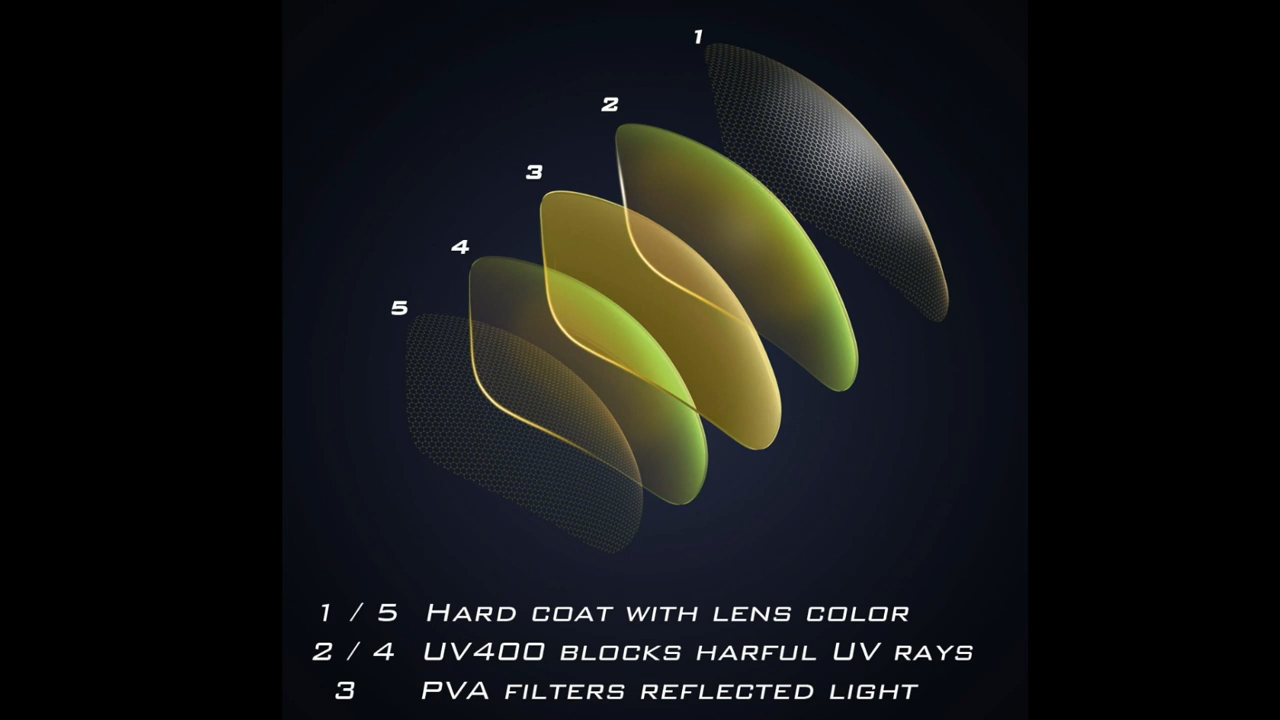 1
2
3
4
5
1 / 5 HARD COAT WITH LENS COLOR
2 / 4 UV400 BLOCKS HARFUL UV RAYS
3 PVA FILTERS REFLECTED LIGHT